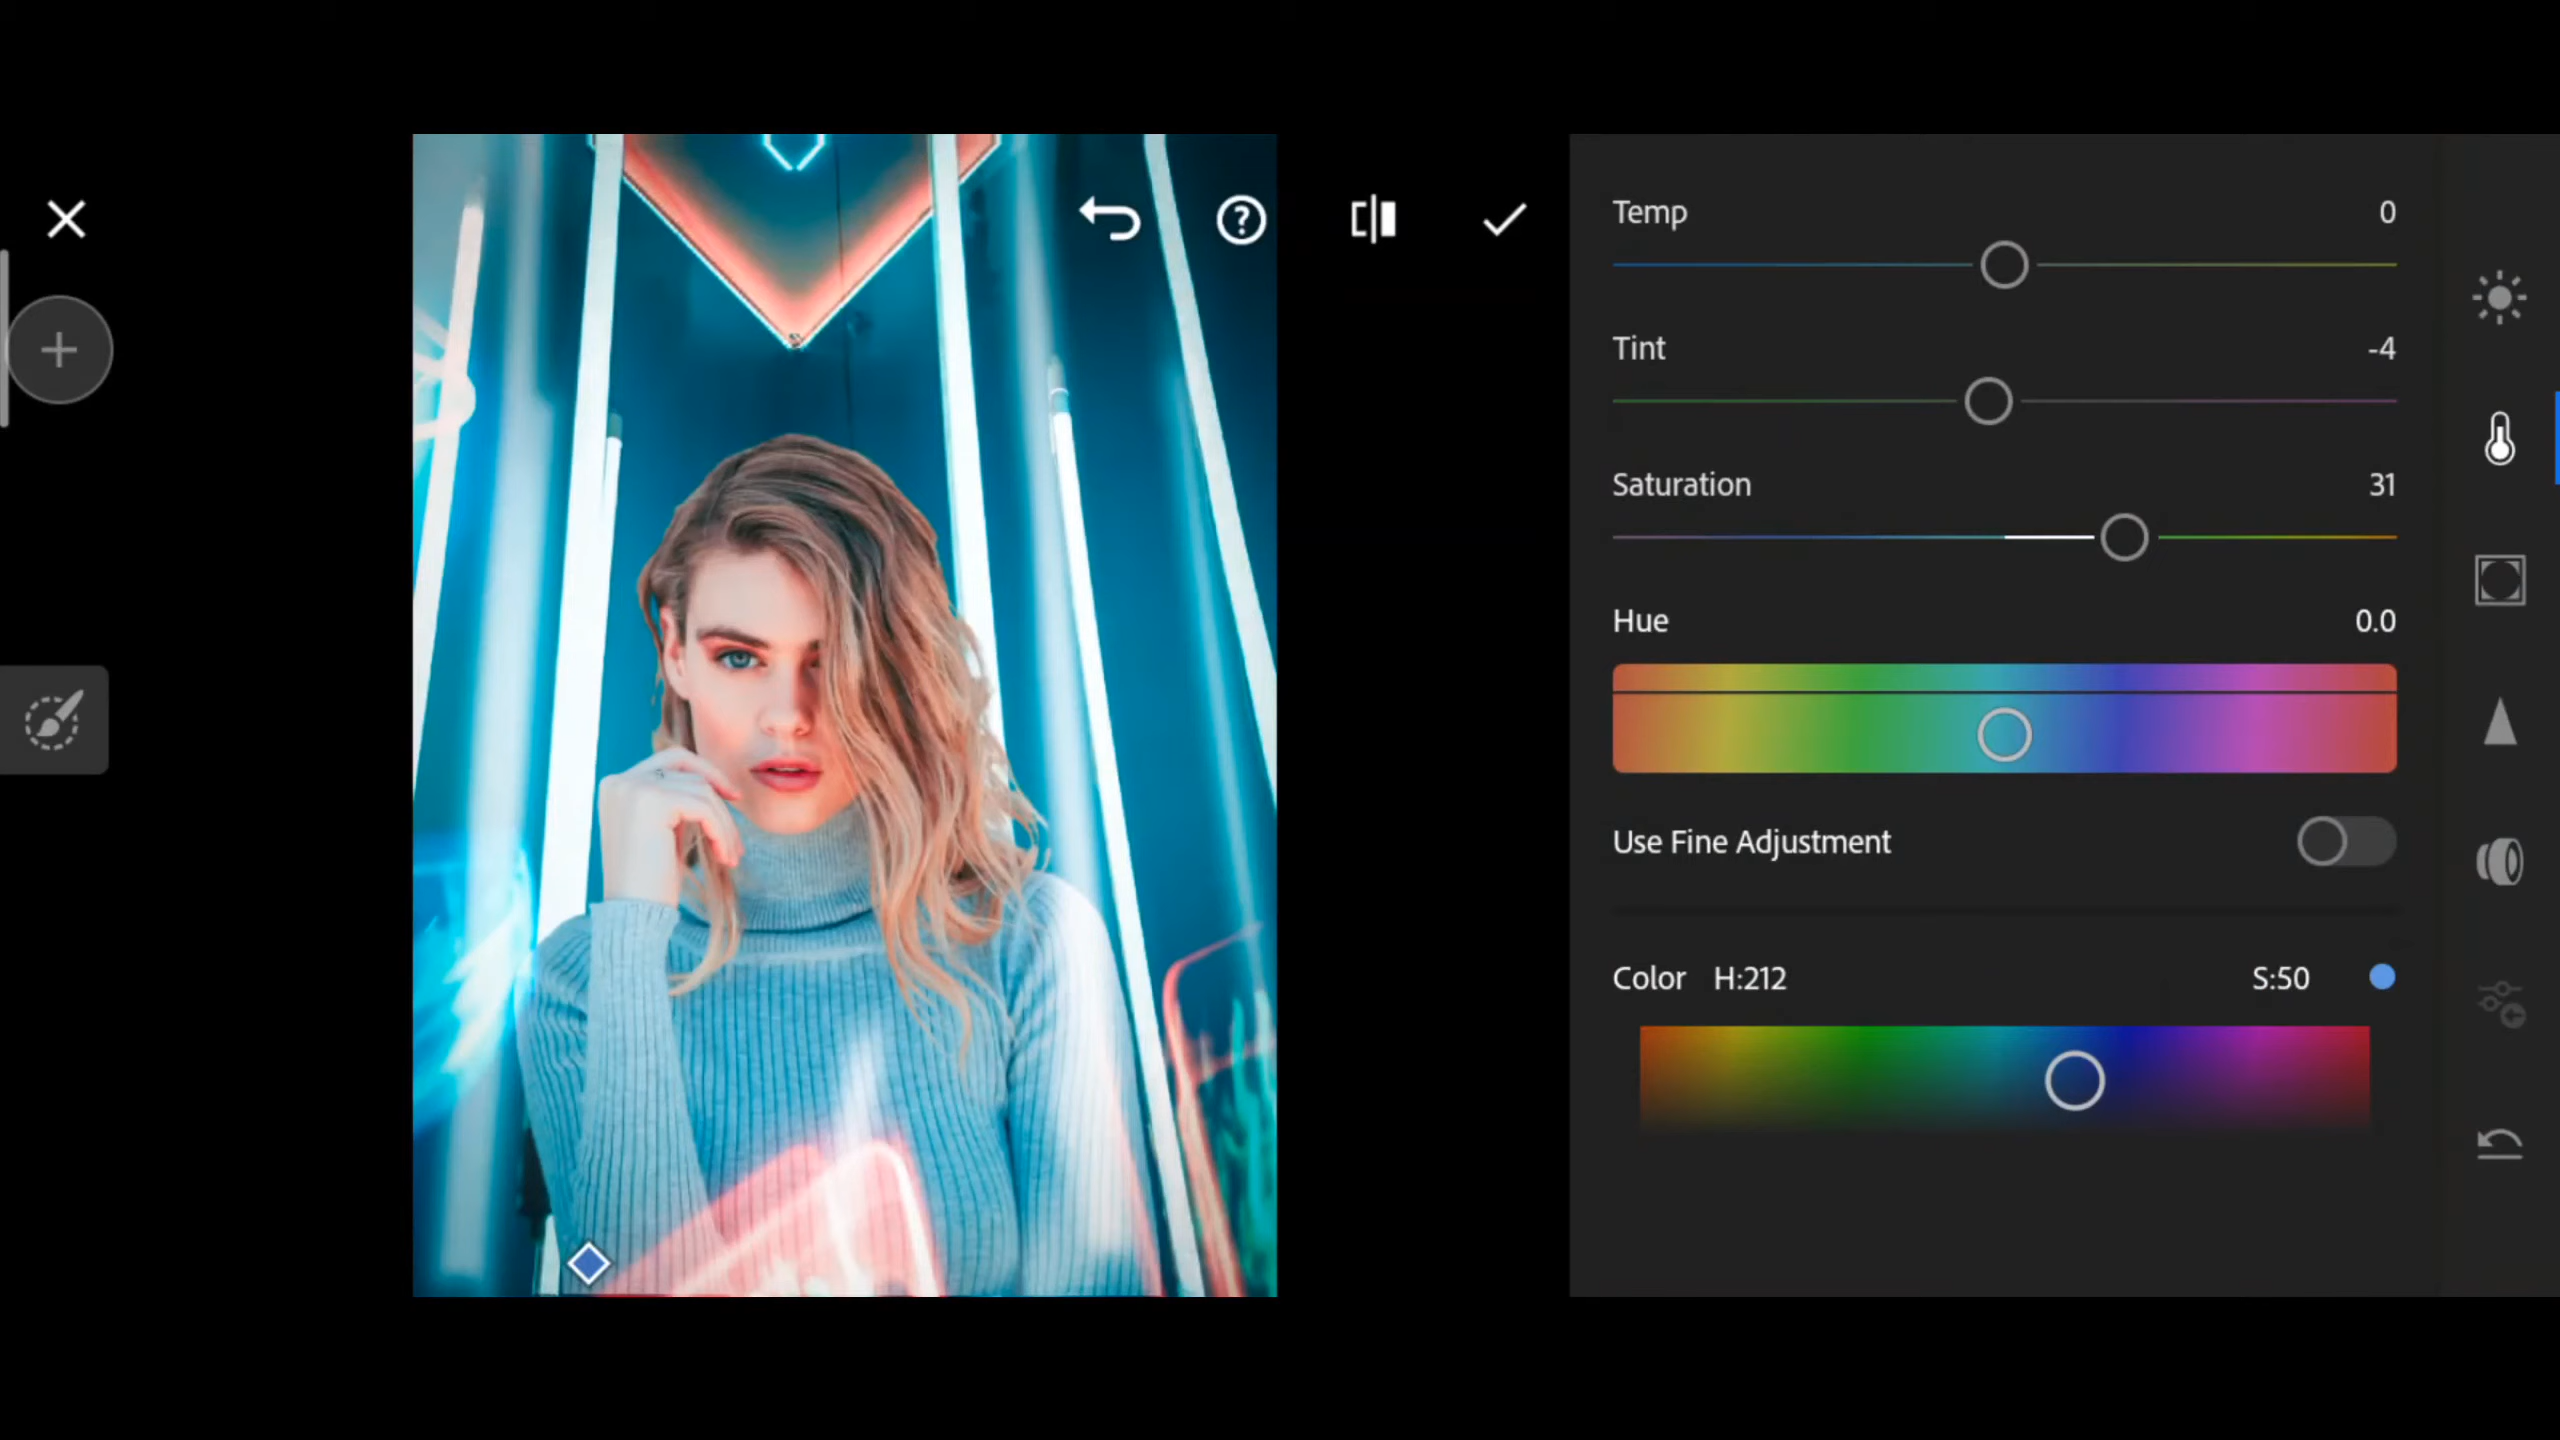 Temp 0
Tint -4
Saturation 31
Hue 0.0
Use Fine Adjustment
Color H:212 S:50